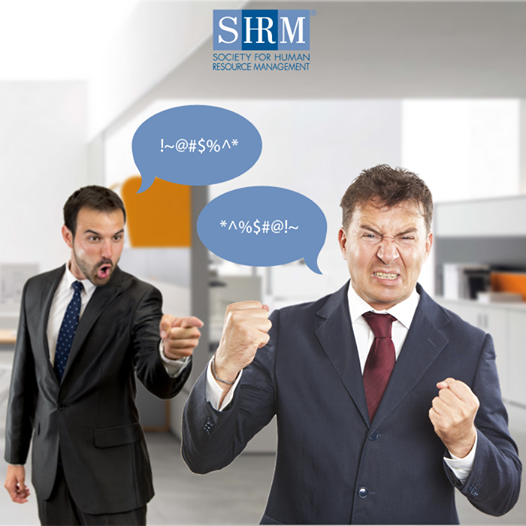 SHRM®
SOCIETY FOR HUMAN
RESOURCE MANAGEMENT
!~@#$%^*
*^%$#@!~